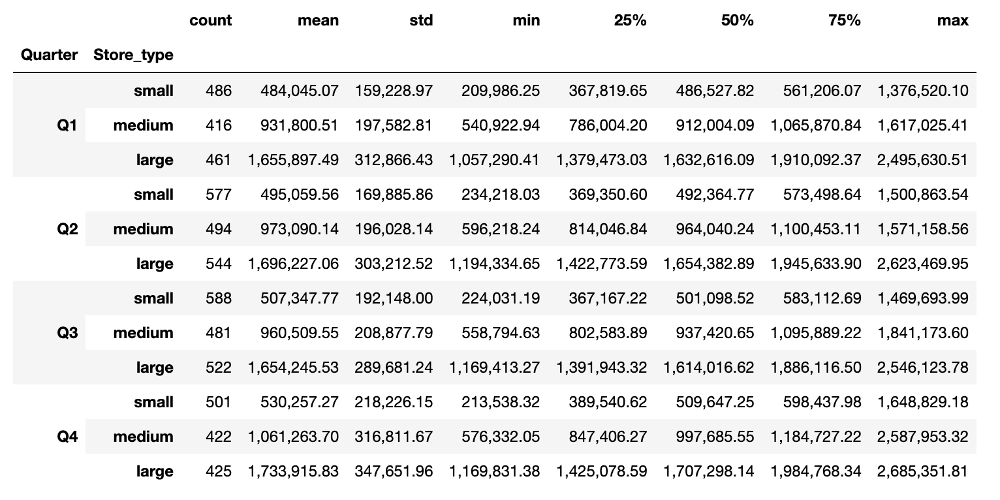 count mean std min 25% 50% 75% max
Quarter Store_type
small 486 484,045.07 159,228.97 209,986.25 367,819.65 486,527.82 561,206.07 1,376,520.10
Q1 medium 416 931,800.51 197,582.81 540,922.94 786,004.20 912,004.09 1,065,870.84 1,617,025.41
large 461 1,655,897.49 312,866.43 1,057,290.41 1,379,473.03 1,632,616.09 1,910,092.37 2,495,630.51
small 577 495,059.56 169,885.86 234,218.03 369,350.60 492,364.77 573,498.64 1,500,863.54
Q2 medium 494 973,090.14 196,028.14 596,218.24 814,046.84 964,040.24 1,100,453.11 1,571,158.56
large 544 1,696,227.06 303,212.52 1,194,334.65 1,422,773.59 1,654,382.89 1,945,633.90 2,623,469.95
small 588 507,347.77 192,148.00 224,031.19 367,167.22 501,098.52 583,112.69 1,469,693.99
Q3 medium 481 960,509.55 208,877.79 558,794.63 802,583.89 937,420.65 1,095,889.22 1,841,173.60
large 522 1,654,245.53 289,681.24 1,169,413.27 1,391,943.32 1,614,016.62 1,886,116.50 2,546,123.78
small 501 530,257.27 218,226.15 213,538.32 389,540.62 509,647.25 598,437.98 1,648,829.18
Q4 medium 422 1,061,263.70 316,811.67 576,332.05 847,406.27 997,685.55 1,184,727.22 2,587,953.32
large 425 1,733,915.83 347,651.96 1,169,831.38 1,425,078.59 1,707,298.14 1,984,768.34 2,685,351.81